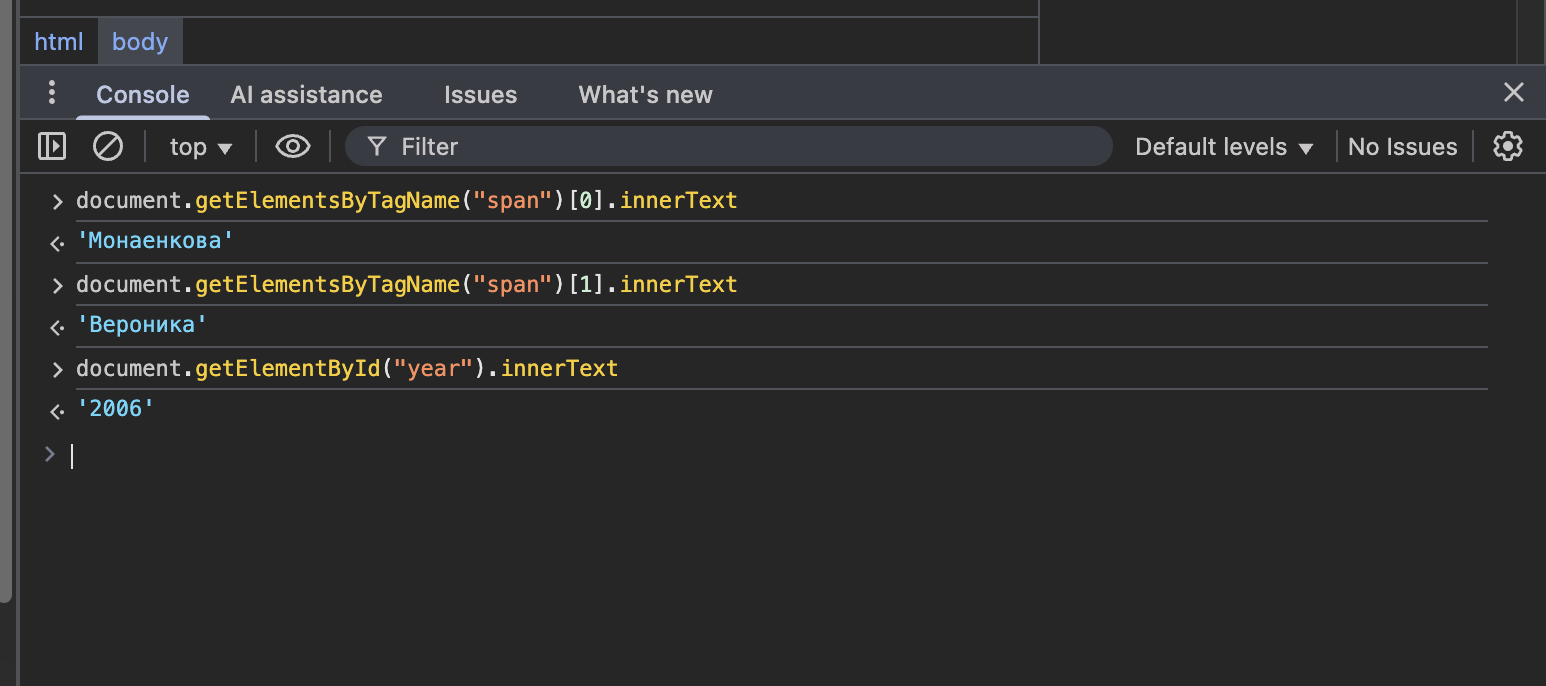 html body
Console AI assistance Issues What's new
top Filter Default levels No Issues
document.getElementsByTagName("span")[0].innerText
'Монаенкова'
document.getElementsByTagName("span")[1].innerText
'Вероника'
document.getElementById("year").innerText
'2006'